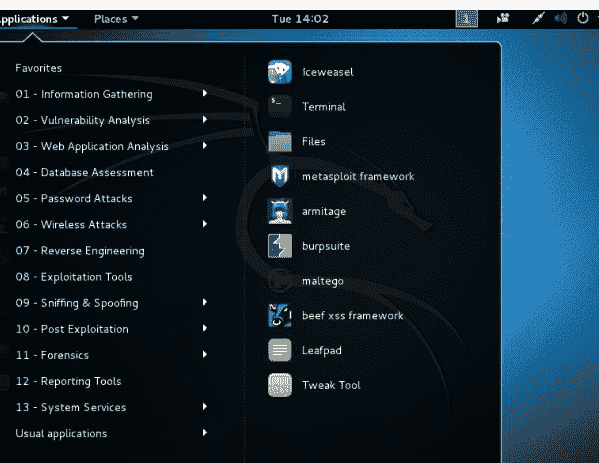 Applications Places Tue 14:02 1
Favorites
01 - Information Gathering
02 - Vulnerability Analysis
03 - Web Application Analysis
04 - Database Assessment
05 - Password Attacks
06 - Wireless Attacks
07 - Reverse Engineering
08 - Exploitation Tools
09 - Sniffing & Spoofing
10 - Post Exploitation
11 - Forensics
12 - Reporting Tools
13 - System Services
Usual applications
Iceweasel
Terminal
Files
metasploit framework
armitage
burpsuite
maltego
beef xss framework
Leafpad
Tweak Tool